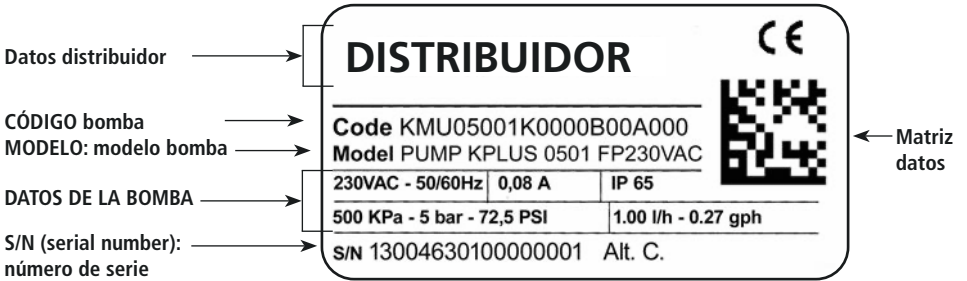 Datos distribuidor
CÓDIGO bomba
MODELO: modelo bomba
DATOS DE LA BOMBA
S/N (serial number):
número de serie
DISTRIBUIDOR
CE
Code KMU05001K0000B00A000
Model PUMP KPLUS 0501 FP230VAC
230VAC - 50/60Hz 0,08 A IP 65
500 KPa - 5 bar - 72,5 PSI 1.00 l/h - 0.27 gph
S/N 13004630100000001 Alt. C.
Matriz
datos